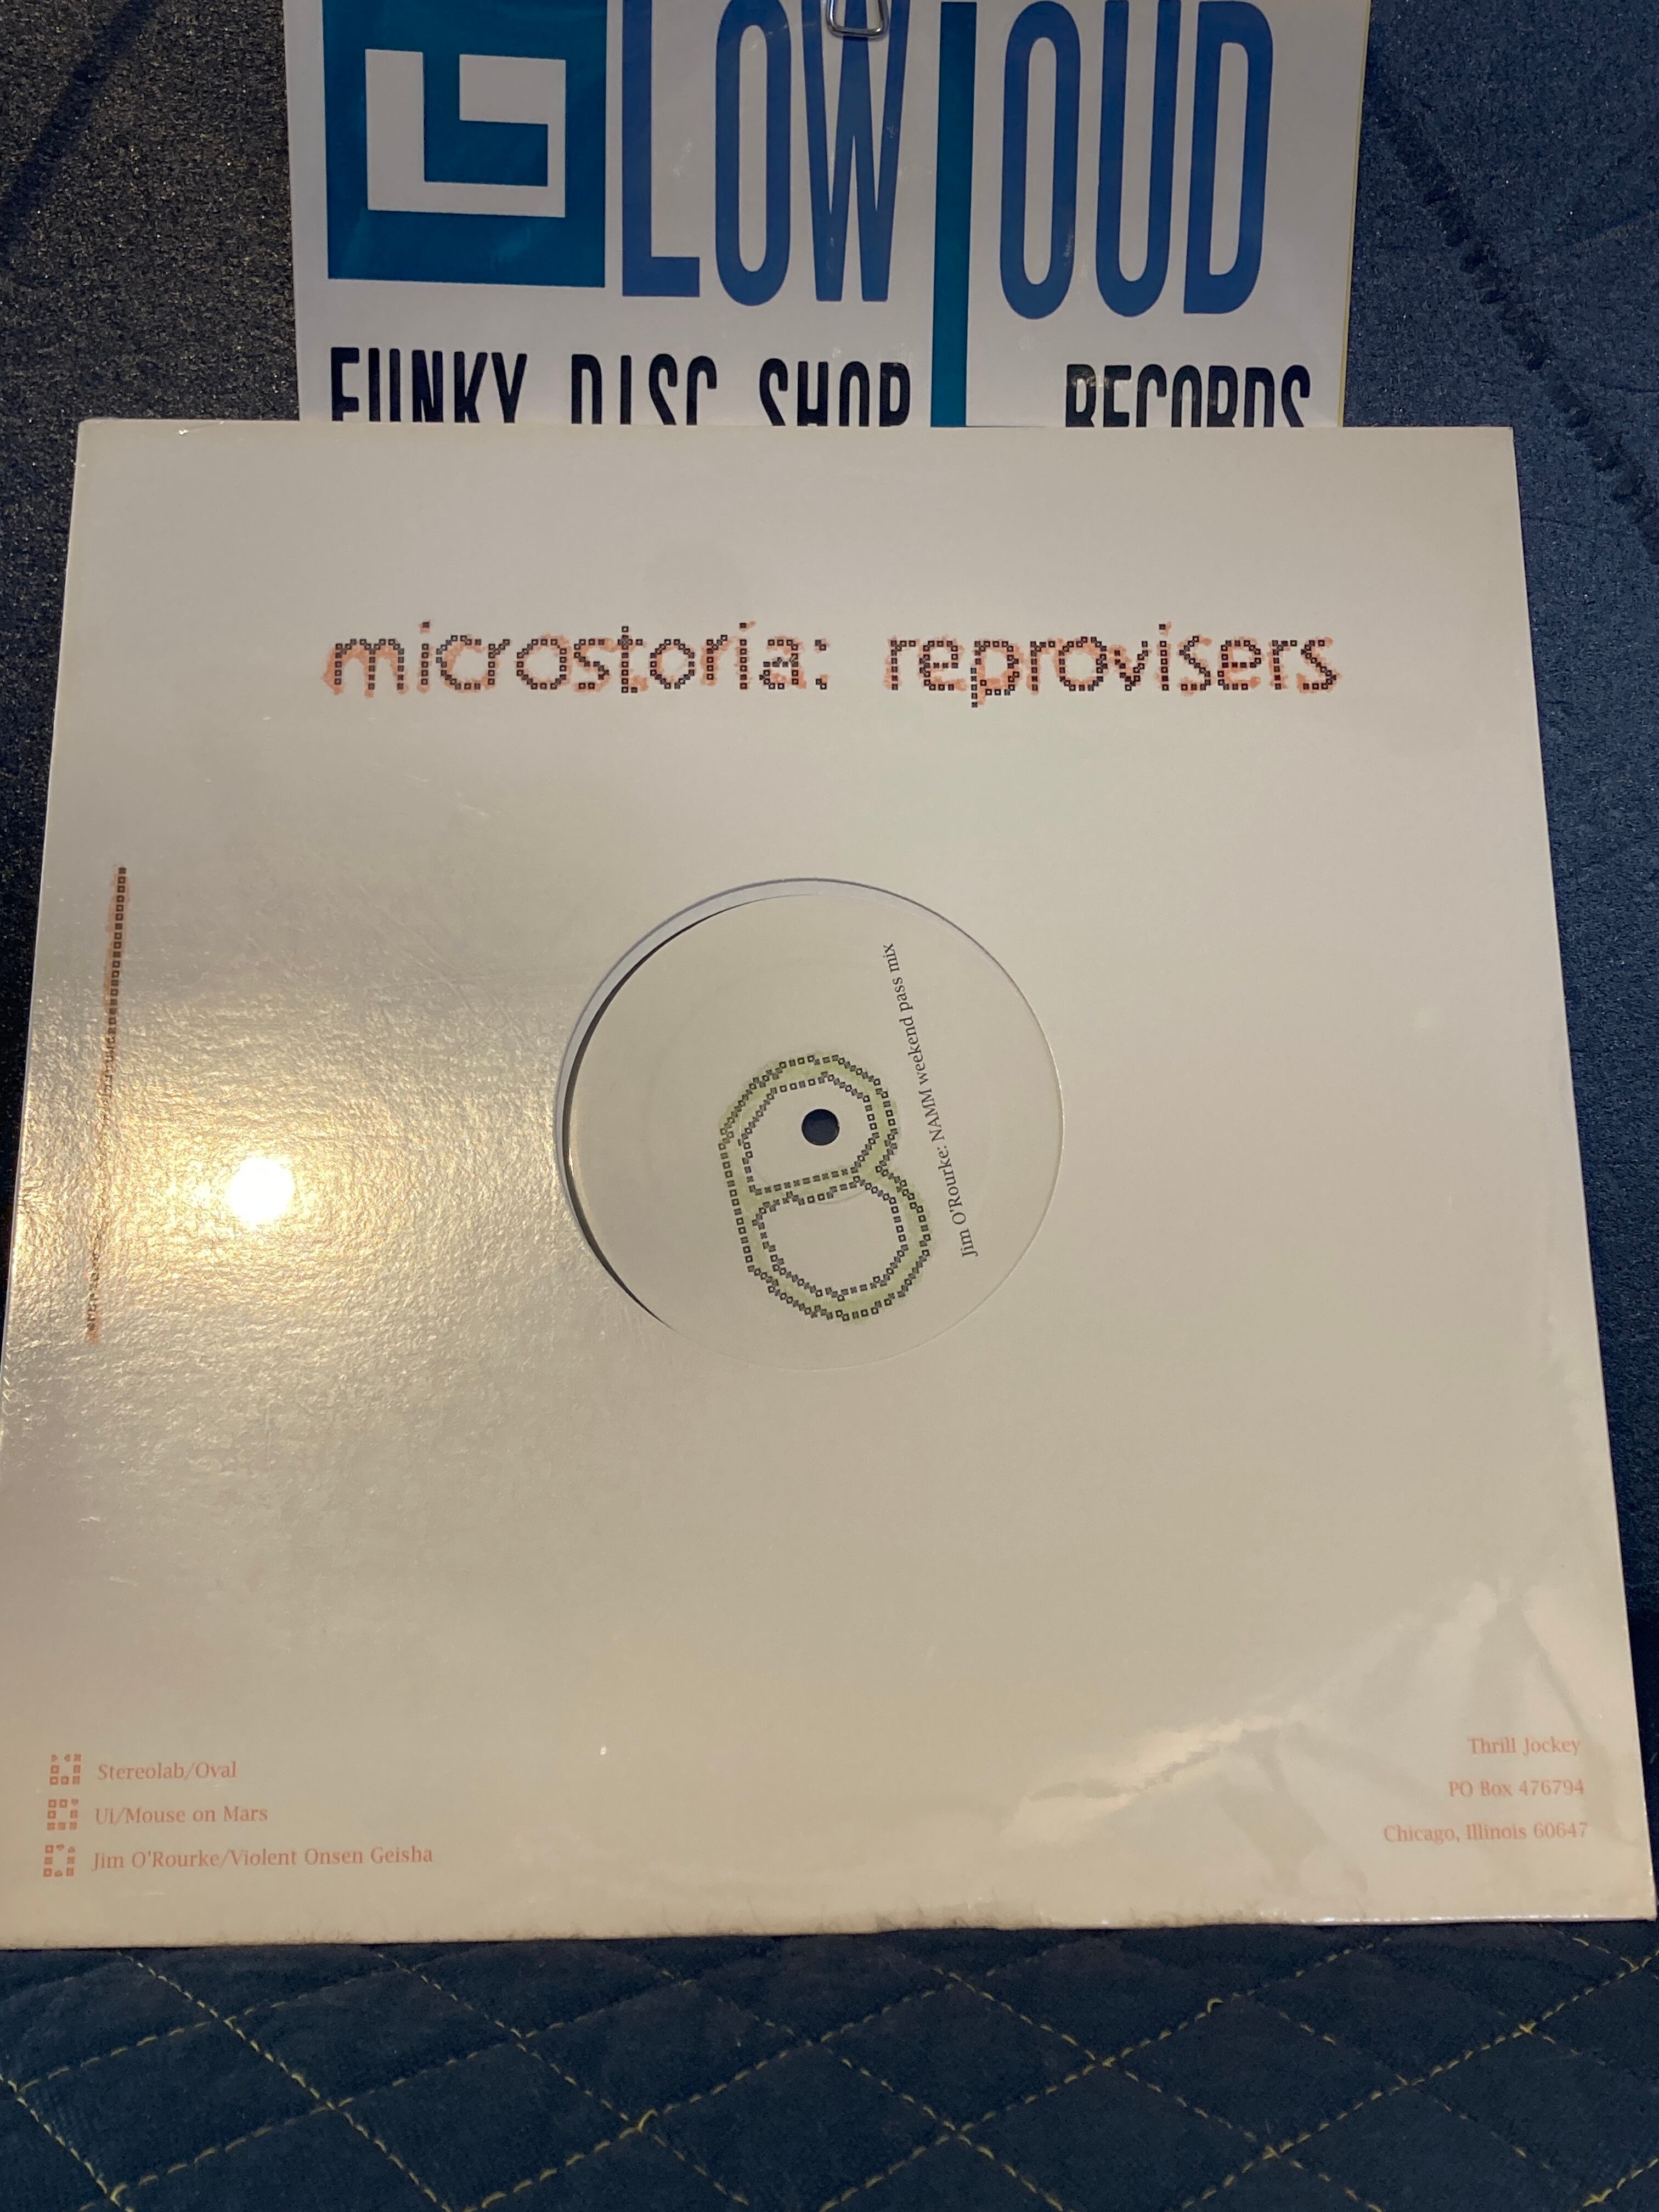 LOW LOUD
FUNKY DISC SHOP RECORDS
microstoria: reprovisers
Jim O'Rourke: NAMM weekend pass mix
B
Stereolab/Oval
Ui/Mouse on Mars
Jim O'Rourke/Violent Onsen Geisha
Thrill Jockey
PO Box 476794
Chicago, Illinois 60647